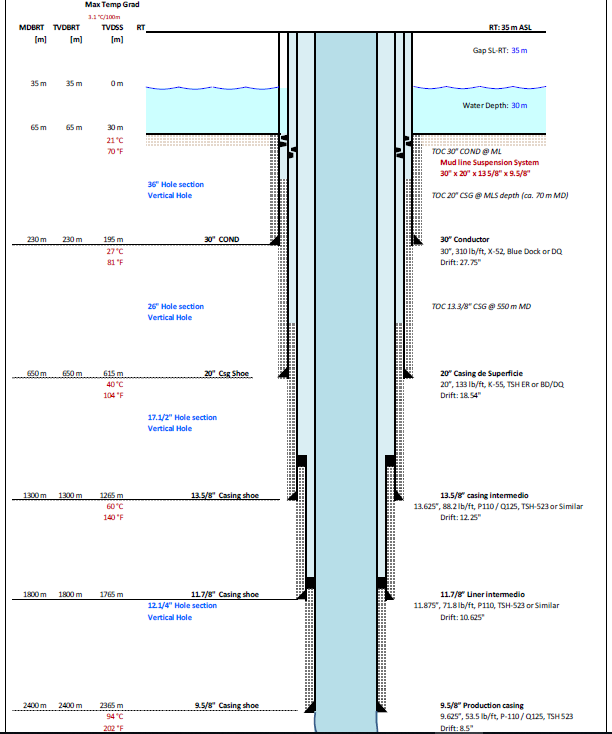 Max Temp Grad
3.1 °C/100m
MDBRT TVDBRT TVDSS RT RT: 35 m ASL
[m] [m] [m]
Gap SL-RT: 35 m
35 m 35 m 0 m
Water Depth: 30 m
65 m 65 m 30 m
21 °C
70 °F
TOC 30" COND @ ML
Mud line Suspension System
30" x 20" x 13 5/8" x 9.5/8"
36" Hole section
Vertical Hole
TOC 20" CSG @ MLS depth (ca. 70 m MD)
230 m 230 m 195 m 30" COND 30" Conductor
27 °C 30", 310 lb/ft, X-52, Blue Dock or DQ
81 °F Drift: 27.75"
26" Hole section
Vertical Hole
TOC 13.3/8" CSG @ 550 m MD
650 m 650 m 615 m 20" Csg Shoe 20" Casing de Superficie
40 °C 20", 133 lb/ft, K-55, TSH ER or BD/DQ
104 °F Drift: 18.54"
17.1/2" Hole section
Vertical Hole
1300 m 1300 m 1265 m 13.5/8" Casing shoe 13.5/8" casing intermedio
60 °C 13.625", 88.2 lb/ft, P110 / Q125, TSH-523 or Similar
140 °F Drift: 12.25"
1800 m 1800 m 1765 m 11.7/8" Casing shoe 11.7/8" Liner intermedio
12.1/4" Hole section 11.875", 71.8 lb/ft, P110, TSH-523 or Similar
Vertical Hole Drift: 10.625"
2400 m 2400 m 2365 m 9.5/8" Casing shoe 9.5/8" Production casing
94 °C 9.625", 53.5 lb/ft, P-110 / Q125, TSH 523
202 °F Drift: 8.5"